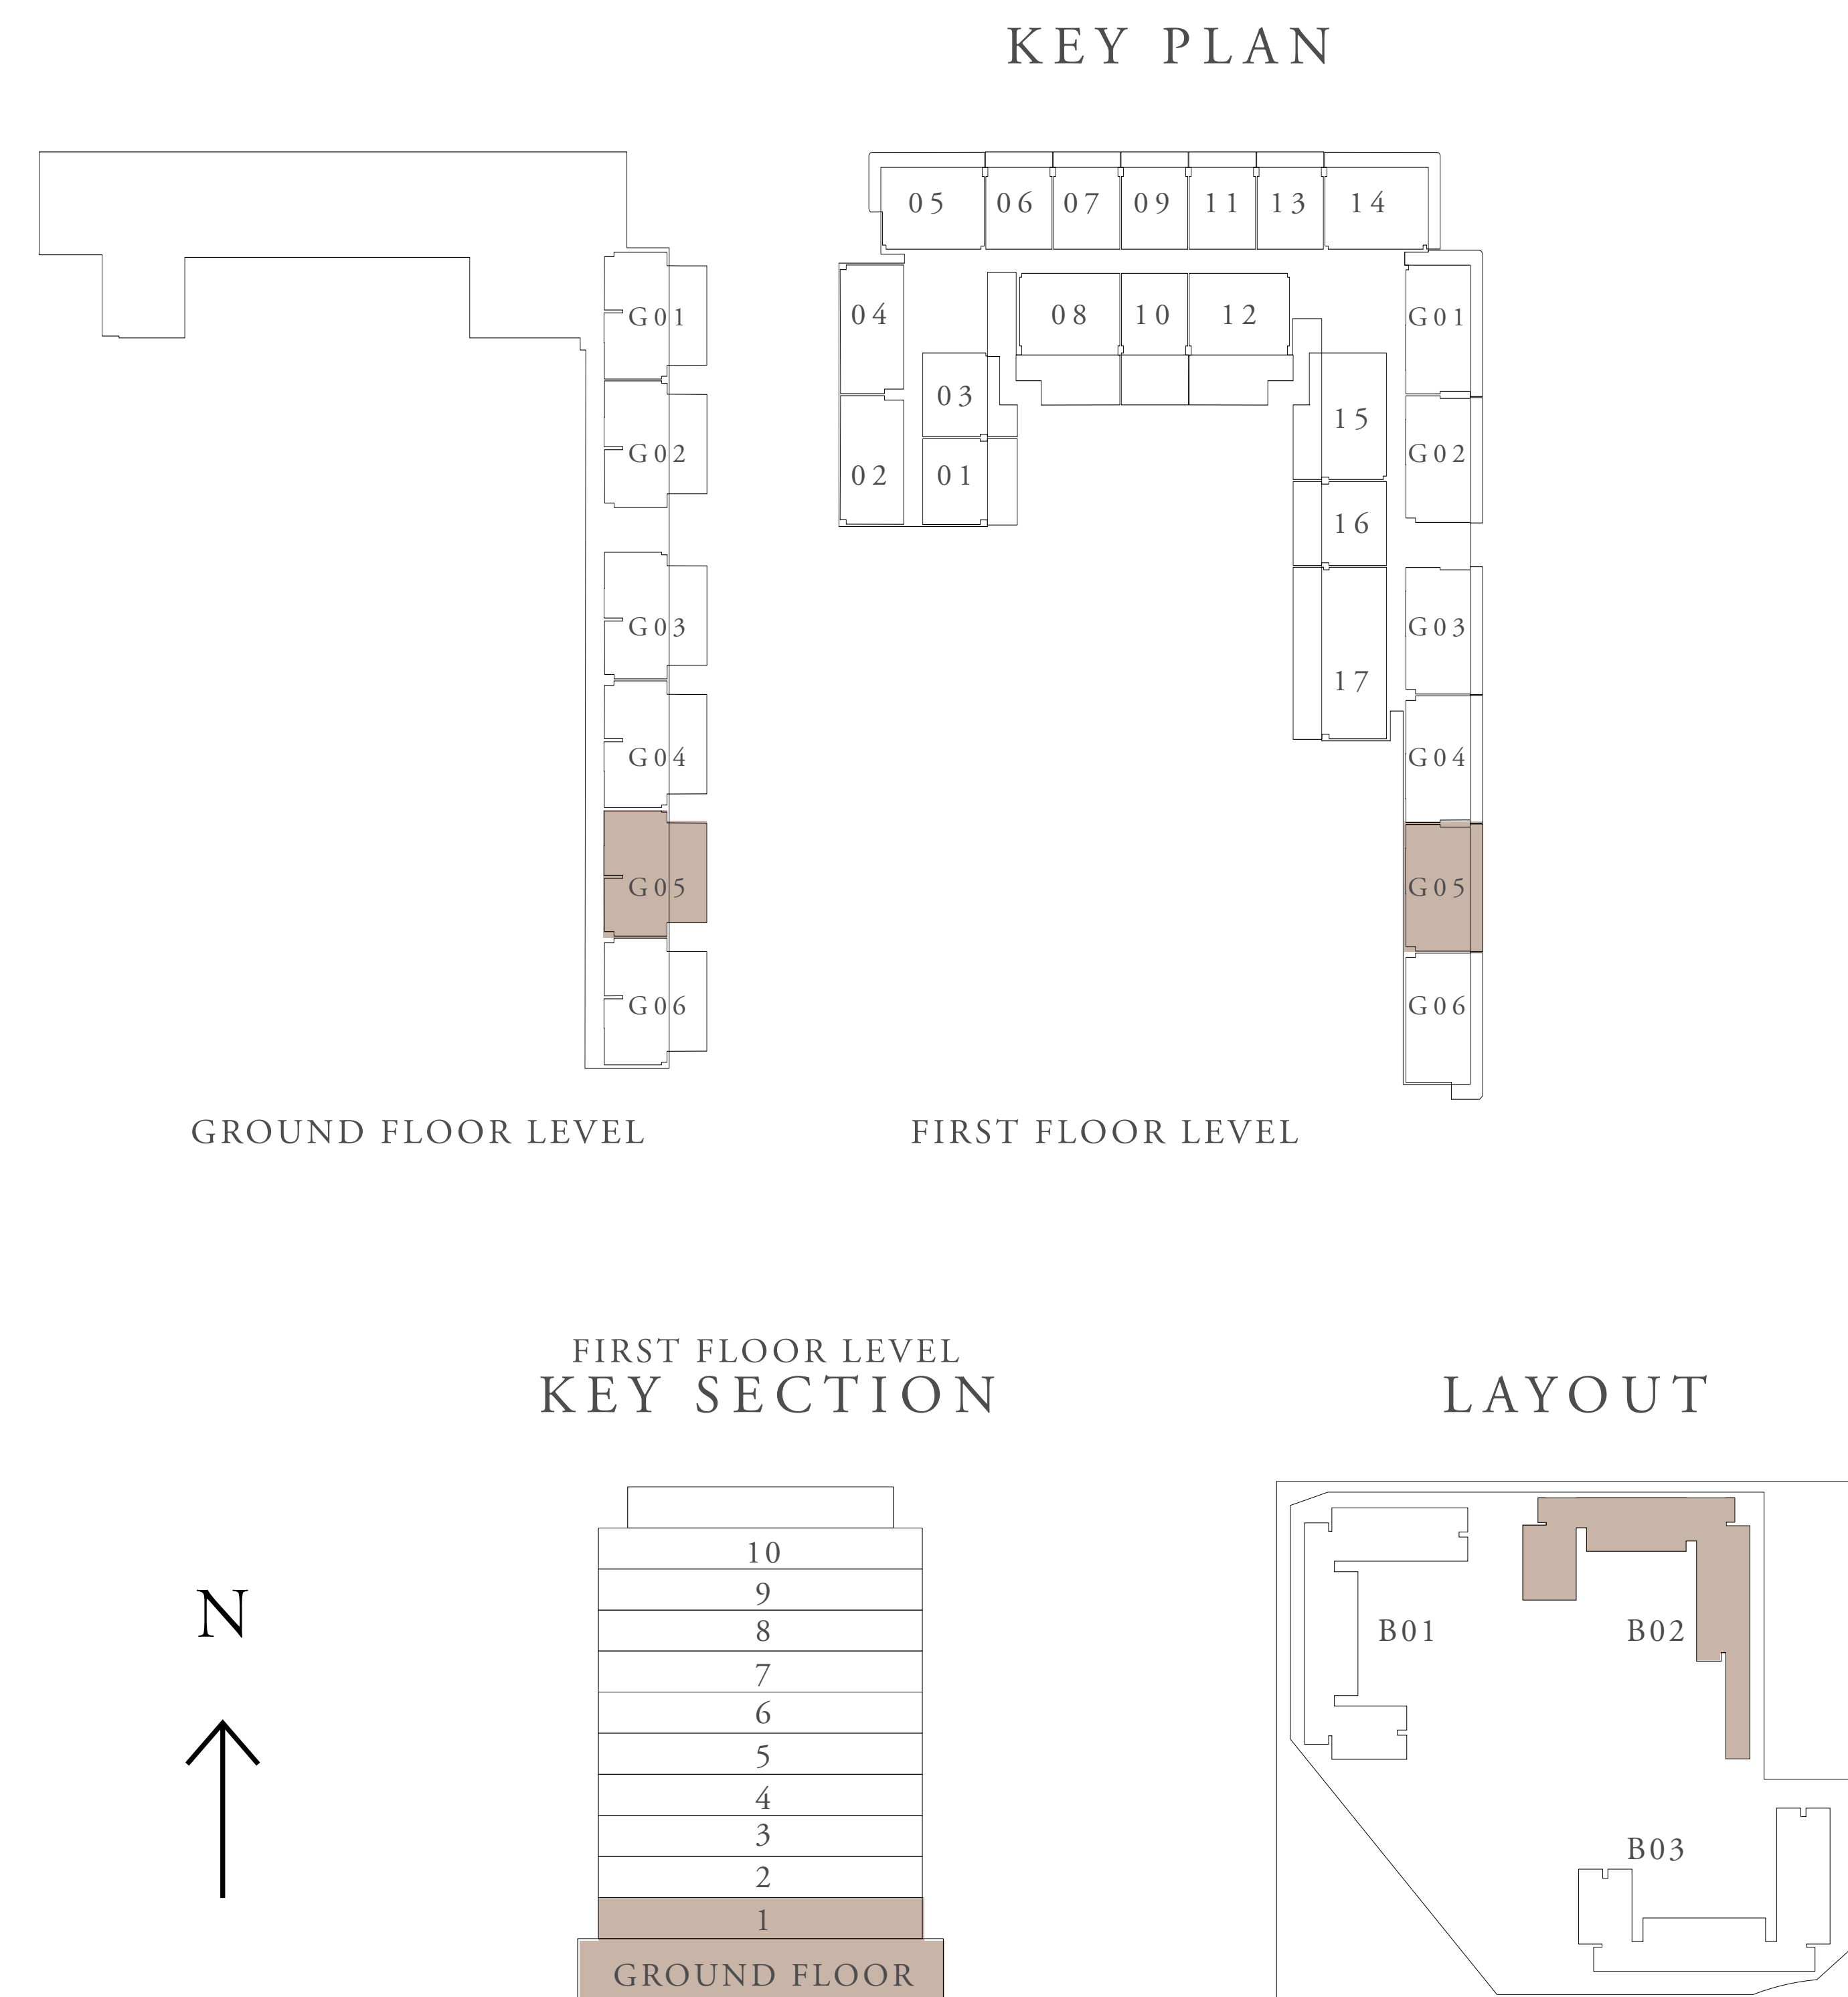 KEY PLAN
05 06 07 09 11 13 14
G01
04
08 10 12
G01
03
15
G02
02
01
G02
16
G03
G03
17
G04
G04
G05
G05
G06
G06
GROUND FLOOR LEVEL
FIRST FLOOR LEVEL
FIRST FLOOR LEVEL
KEY SECTION
LAYOUT
N
10
9
8
7
6
5
4
3
2
1
GROUND FLOOR
B01
B02
B03